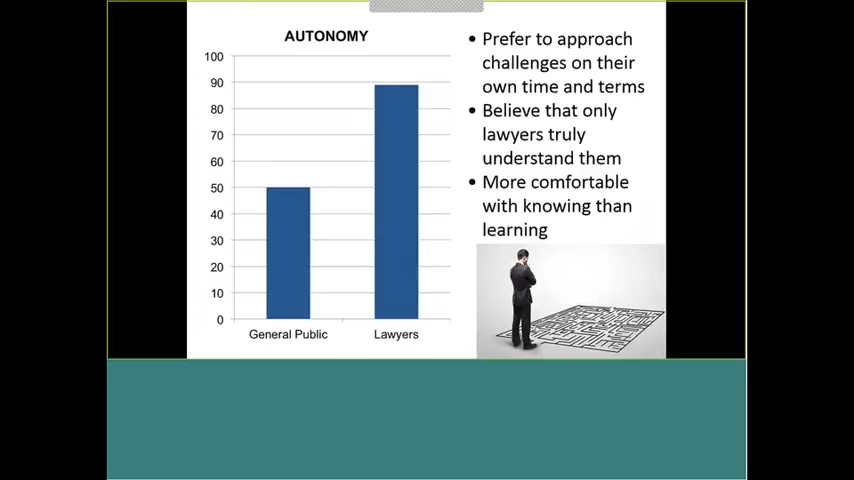 AUTONOMY
100
90
80
70
60
50
40
30
20
10
0
General Public
Lawyers
• Prefer to approach
challenges on their
own time and terms
• Believe that only
lawyers truly
understand them
• More comfortable
with knowing than
learning